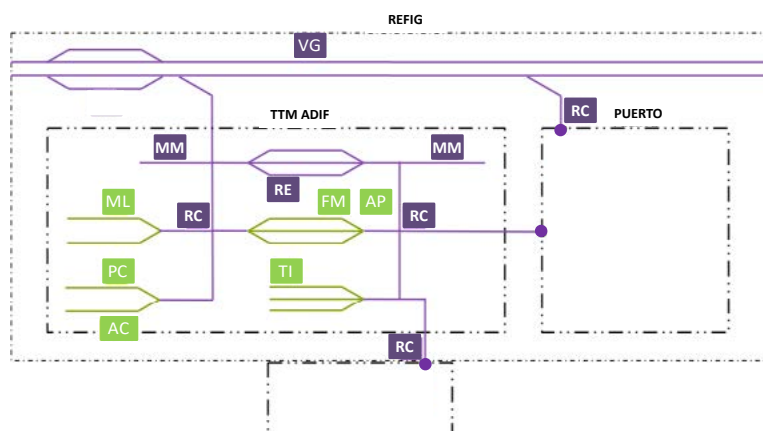 REFIG
VG
RC
TTM ADIF
PUERTO
MM
MM
RE
ML
FM
AP
RC
RC
PC
TI
AC
RC